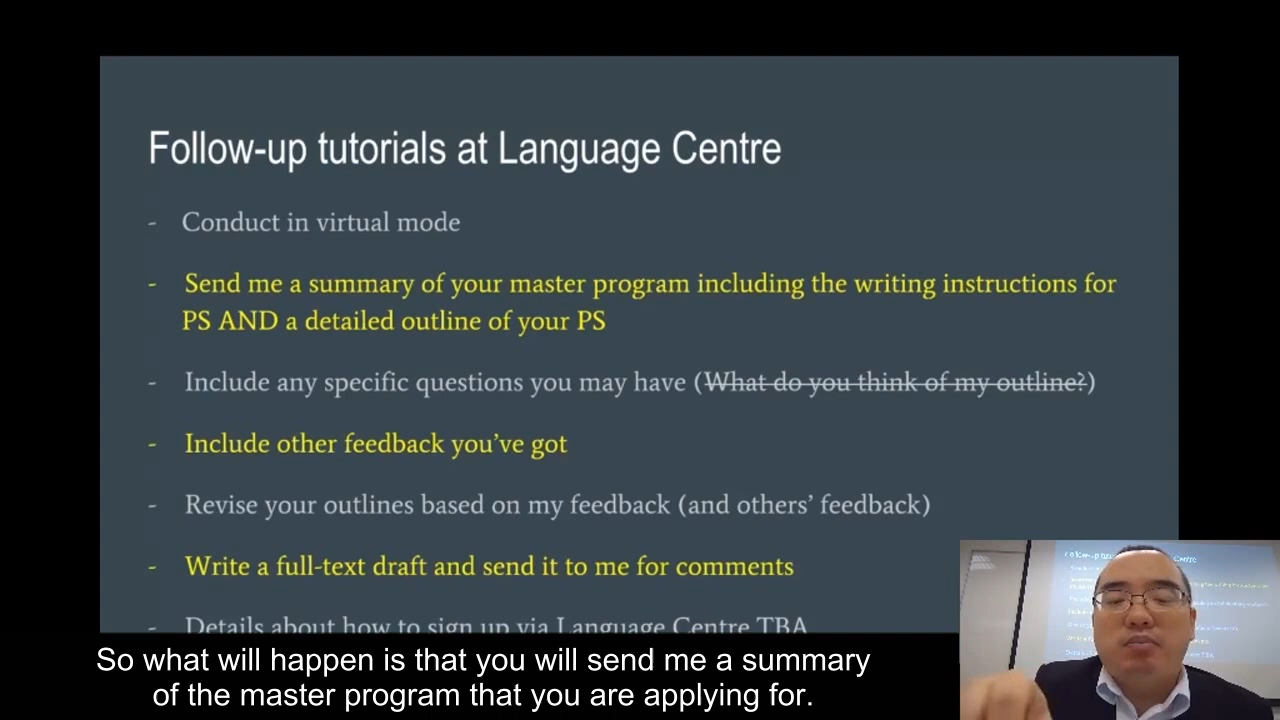 Follow-up tutorials at Language Centre
- Conduct in virtual mode
- Send me a summary of your master program including the writing instructions for
PS AND a detailed outline of your PS
- Include any specific questions you may have (What do you think of my outline?)
- Include other feedback you've got
- Revise your outlines based on my feedback (and others' feedback)
- Write a full-text draft and send it to me for comments
- Details about how to sign up via Language Centre TBA
So what will happen is that you will send me a summary
of the master program that you are applying for.